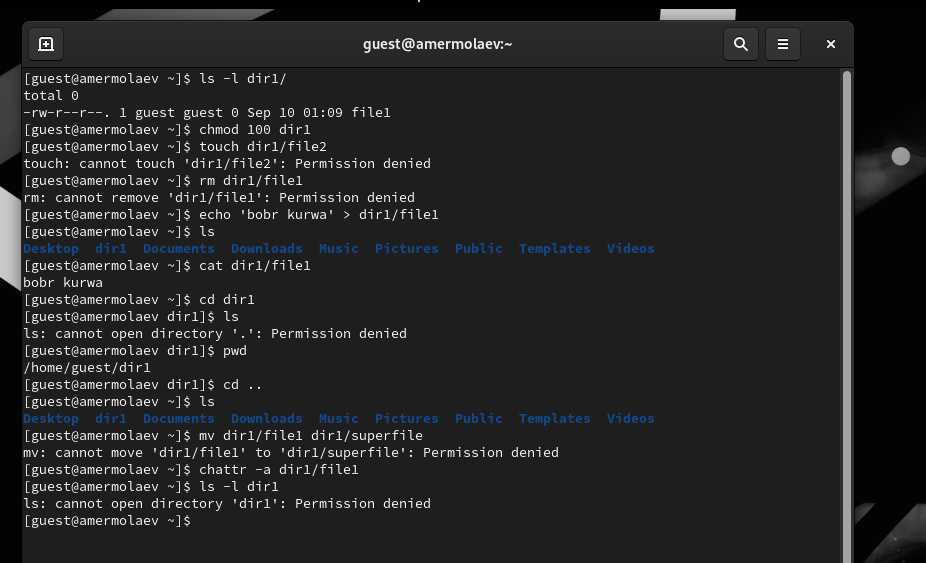 guest@amermolaev:~
[guest@amermolaev ~]$ ls -l dir1/
total 0
-rw-r--r--. 1 guest guest 0 Sep 10 01:09 file1
[guest@amermolaev ~]$ chmod 100 dir1
[guest@amermolaev ~]$ touch dir1/file2
touch: cannot touch 'dir1/file2': Permission denied
[guest@amermolaev ~]$ rm dir1/file1
rm: cannot remove 'dir1/file1': Permission denied
[guest@amermolaev ~]$ echo 'bobr kurwa' > dir1/file1
[guest@amermolaev ~]$ ls
Desktop  dir1  Documents  Downloads  Music  Pictures  Public  Templates  Videos
[guest@amermolaev ~]$ cat dir1/file1
bobr kurwa
[guest@amermolaev ~]$ cd dir1
[guest@amermolaev dir1]$ ls
ls: cannot open directory '.': Permission denied
[guest@amermolaev dir1]$ pwd
/home/guest/dir1
[guest@amermolaev dir1]$ cd ..
[guest@amermolaev ~]$ ls
Desktop  dir1  Documents  Downloads  Music  Pictures  Public  Templates  Videos
[guest@amermolaev ~]$ mv dir1/file1 dir1/superfile
mv: cannot move 'dir1/file1' to 'dir1/superfile': Permission denied
[guest@amermolaev ~]$ chattr -a dir1/file1
[guest@amermolaev ~]$ ls -l dir1
ls: cannot open directory 'dir1': Permission denied
[guest@amermolaev ~]$